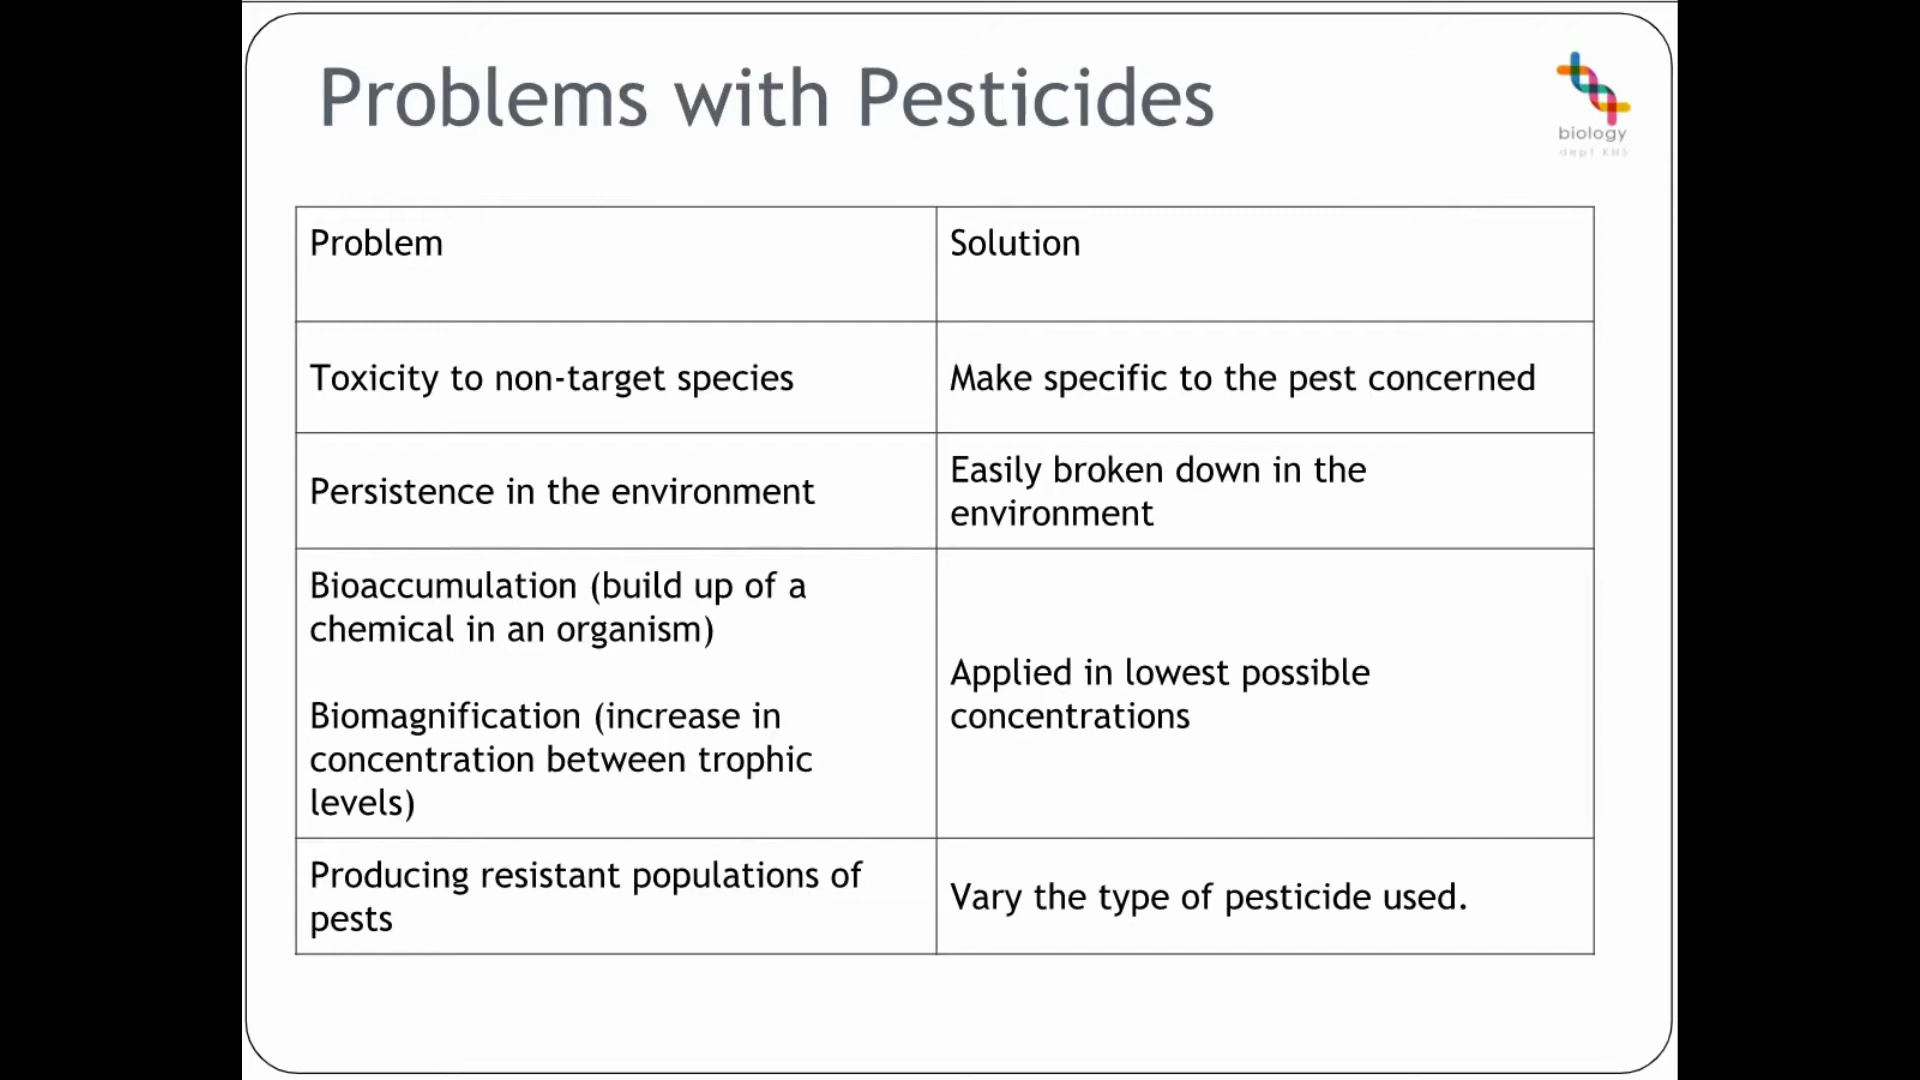 Problems with Pesticides
biology
dept KHS
Problem
Solution
Toxicity to non-target species
Make specific to the pest concerned
Persistence in the environment
Easily broken down in the
environment
Bioaccumulation (build up of a
chemical in an organism)
Biomagnification (increase in
concentration between trophic
levels)
Applied in lowest possible
concentrations
Producing resistant populations of
pests
Vary the type of pesticide used.